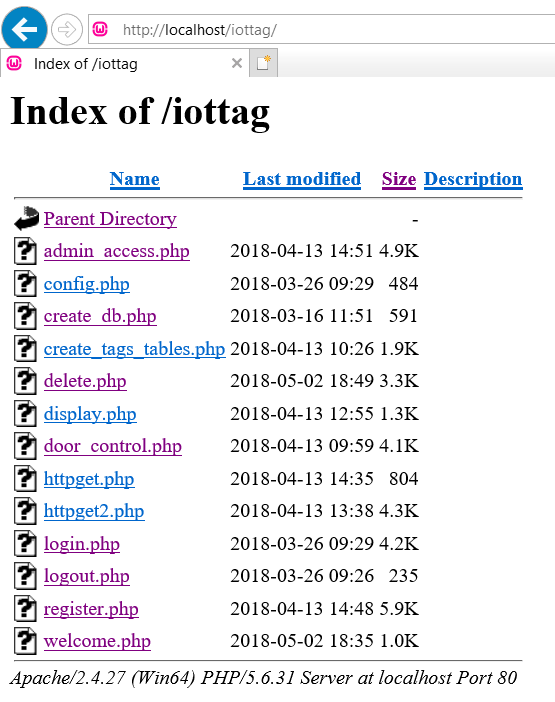 http://localhost/iottag/
Index of /iottag
Index of /iottag
Name Last modified Size Description
Parent Directory -
admin_access.php 2018-04-13 14:51 4.9K
config.php 2018-03-26 09:29 484
create_db.php 2018-03-16 11:51 591
create_tags_tables.php 2018-04-13 10:26 1.9K
delete.php 2018-05-02 18:49 3.3K
display.php 2018-04-13 12:55 1.3K
door_control.php 2018-04-13 09:59 4.1K
httpget.php 2018-04-13 14:35 804
httpget2.php 2018-04-13 13:38 4.3K
login.php 2018-03-26 09:29 4.2K
logout.php 2018-03-26 09:26 235
register.php 2018-04-13 14:48 5.9K
welcome.php 2018-05-02 18:35 1.0K
Apache/2.4.27 (Win64) PHP/5.6.31 Server at localhost Port 80